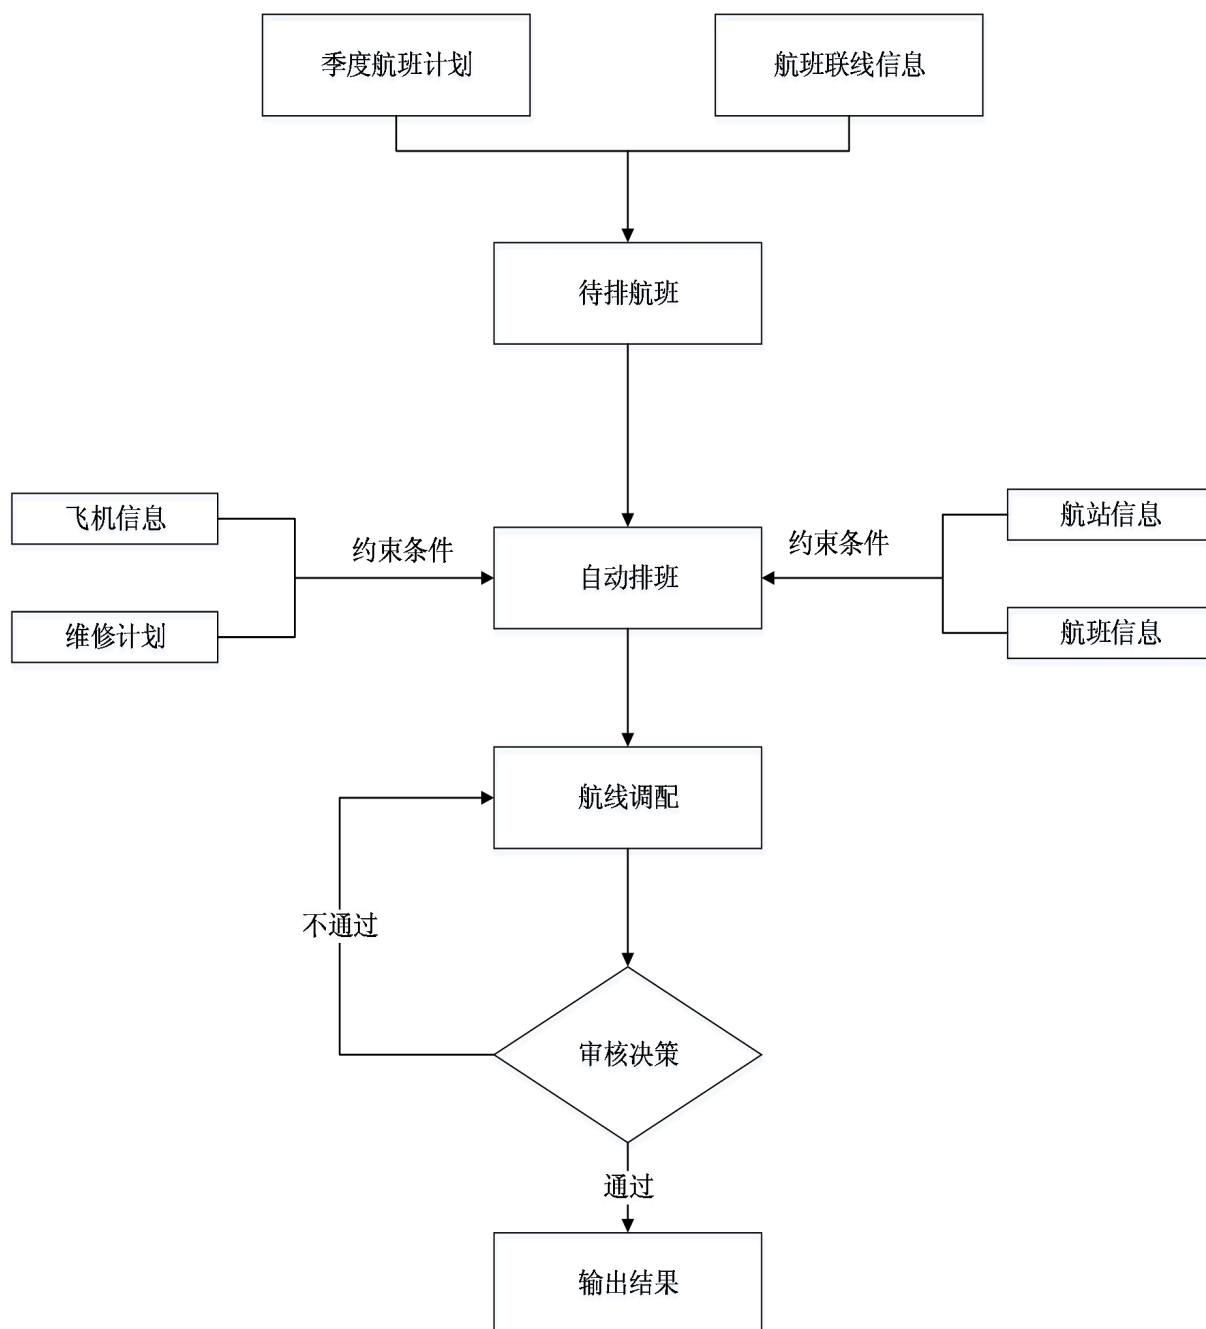 季度航班计划
航班联线信息
待排航班
飞机信息
航站信息
约束条件
约束条件
自动排班
维修计划
航班信息
航线调配
不通过
审核决策
通过
输出结果